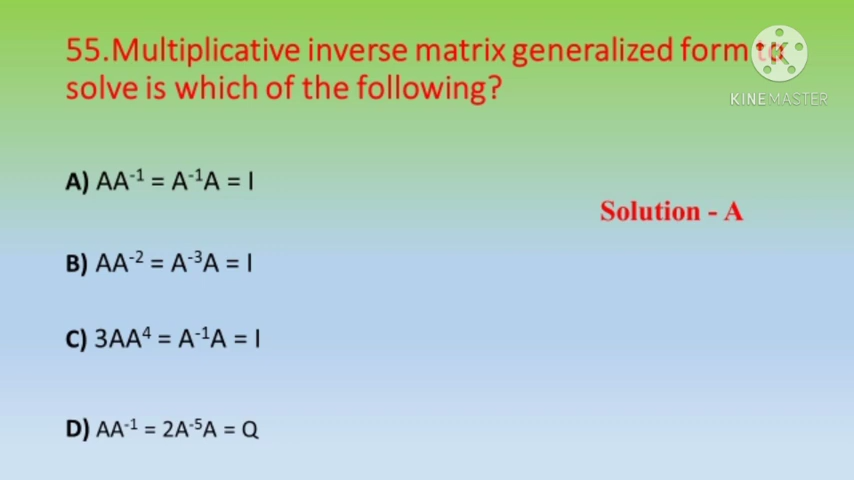 55.Multiplicative inverse matrix generalized form to
solve is which of the following?
KINEMASTER
A) AA⁻¹ = A⁻¹A = I
Solution - A
B) AA⁻² = A⁻³A = I
C) 3AA⁴ = A⁻¹A = I
D) AA⁻¹ = 2A⁻⁵A = Q